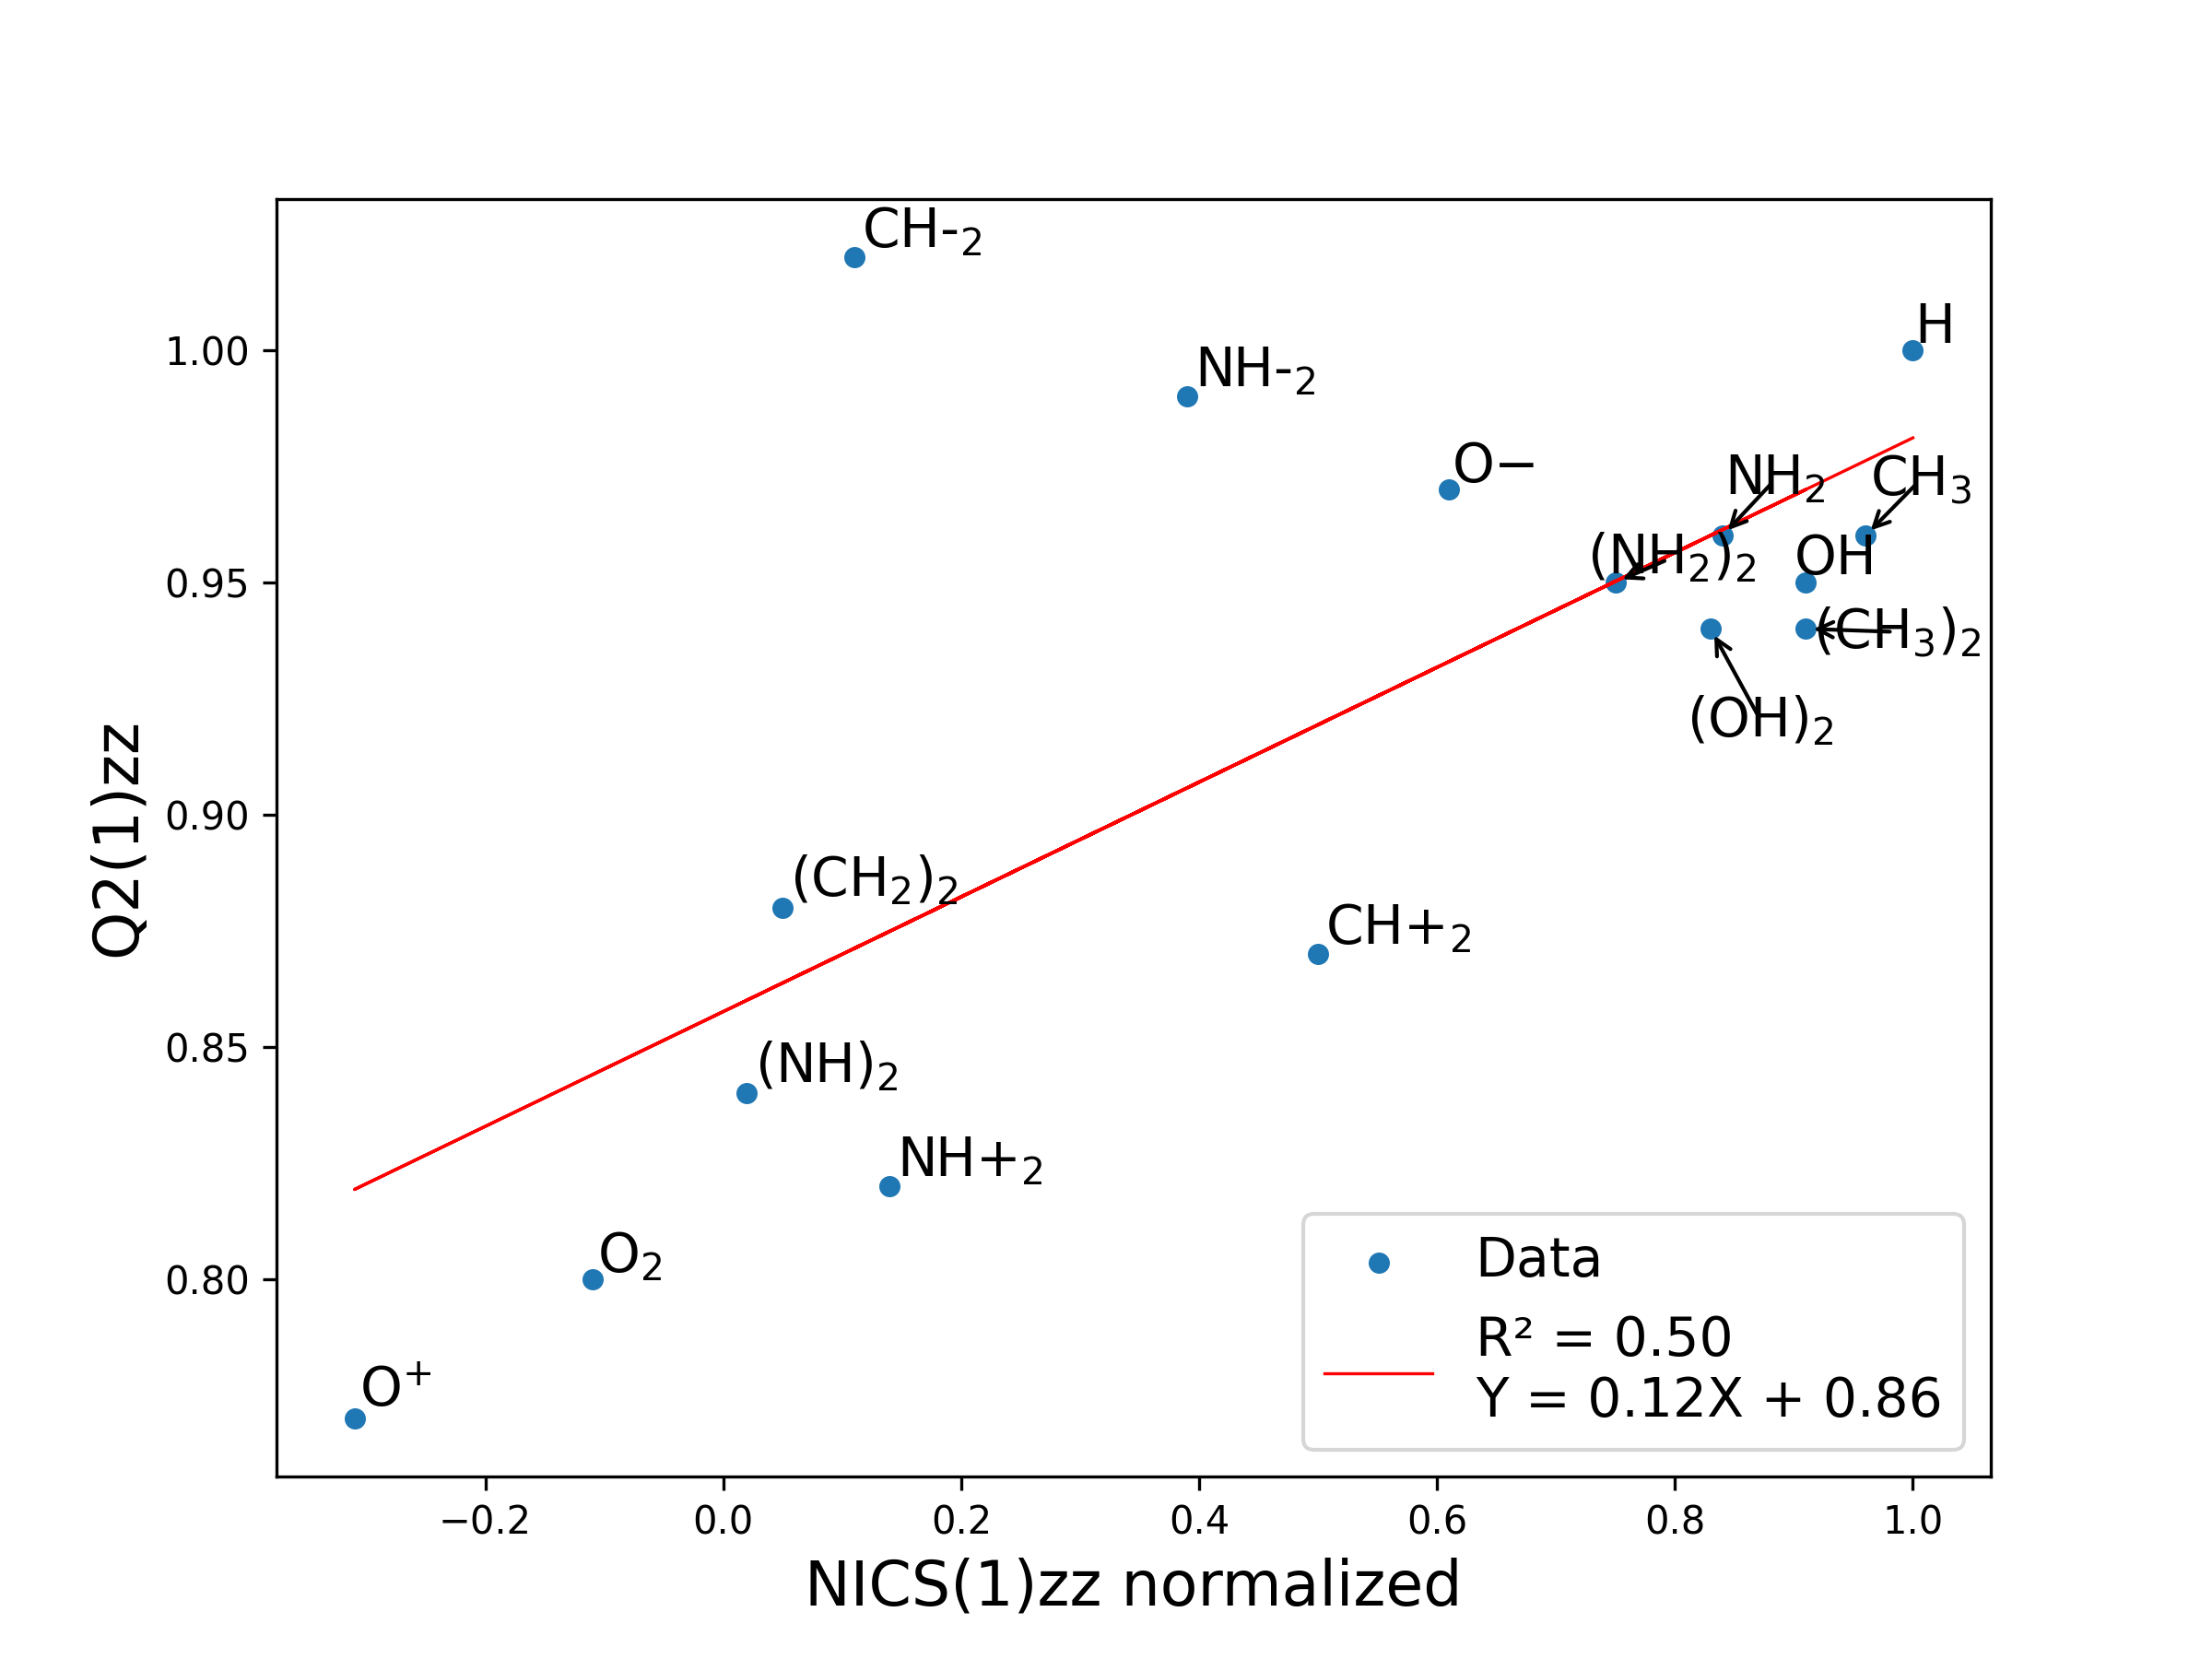 CH-₂
H
1.00
NH-₂
O−
NH₂
CH₃
(NH₂)₂
OH
0.95
(CH₃)₂
(OH)₂
Q2(1)zz
0.90
(CH₂)₂
CH+₂
0.85
(NH)₂
NH+₂
O₂
0.80
O⁺
Data
R² = 0.50
Y = 0.12X + 0.86
−0.2 0.0 0.2 0.4 0.6 0.8 1.0
NICS(1)zz normalized